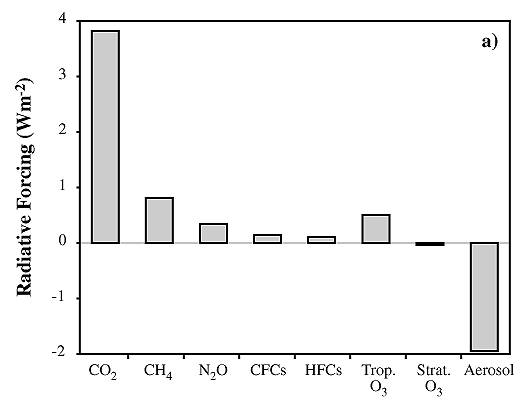 a)
Radiative Forcing (Wm⁻²)
4
3
2
1
0
-1
-2
CO₂ CH₄ N₂O CFCs HFCs Trop. Strat. Aerosol
O₃ O₃